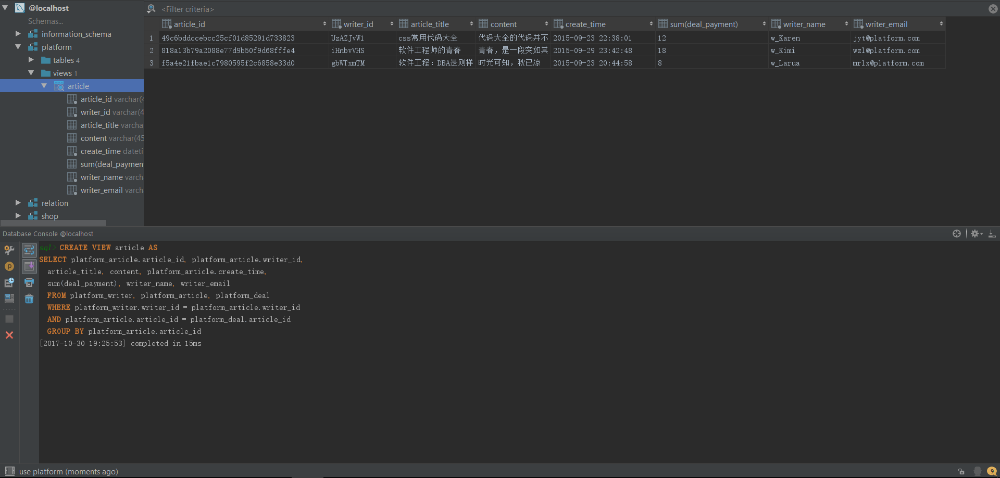 @localhost
Schemas...
information_schema
platform
tables 4
views 1
article
article_id varchar(4
writer_id varchar(4
article_title varcha
content varchar(45
create_time dateti
sum(deal_paymen
writer_name varch
writer_email varch
relation
shop
<Filter criteria>
article_id writer_id article_title content create_time sum(deal_payment) writer_name writer_email
1 49c6bddccebcc25cf01d85291d733823 UzAZJvW1 css常用代码大全 代码大全的代码并不 2015-09-23 22:38:01 12 w_Karen jyt@platform.com
2 818a13b79a2088e77d9b50f9d68fffe4 iHnbvVHS 软件工程师的青春 青春，是一段突如其 2015-09-29 23:42:48 18 w_Kimi wzl@platform.com
3 f5a4e21fbae1c7980595f2c6858e33d0 gbWTxmTM 软件工程：DBA是则样 时光可知，秋已凉 2015-09-23 20:44:58 8 w_Larua mrlx@platform.com
Database Console @localhost
sql> CREATE VIEW article AS
SELECT platform_article.article_id, platform_article.writer_id,
article_title, content, platform_article.create_time,
sum(deal_payment), writer_name, writer_email
FROM platform_writer, platform_article, platform_deal
WHERE platform_writer.writer_id = platform_article.writer_id
AND platform_article.article_id = platform_deal.article_id
GROUP BY platform_article.article_id
[2017-10-30 19:25:53] completed in 15ms
use platform (moments ago)
9